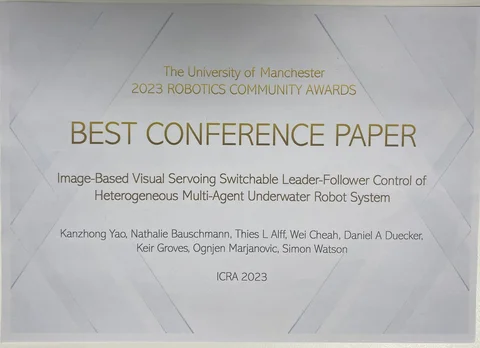 The University of Manchester
2023 ROBOTICS COMMUNITY AWARDS
BEST CONFERENCE PAPER
Image-Based Visual Servoing Switchable Leader-Follower Control of
Heterogeneous Multi-Agent Underwater Robot System
Kanzhong Yao, Nathalie Bauschmann, Thies L Alff, Wei Cheah, Daniel A Duecker,
Keir Groves, Ognjen Marjanovic, Simon Watson
ICRA 2023